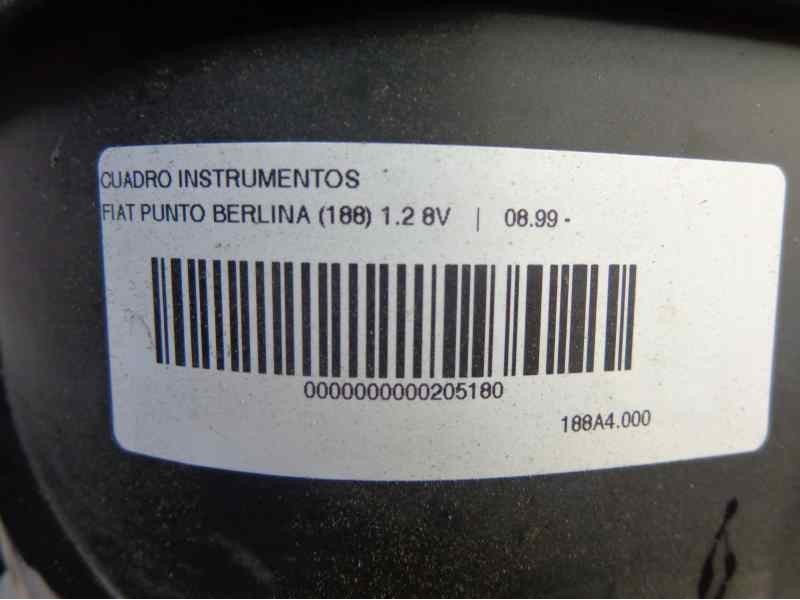 CUADRO INSTRUMENTOS
FIAT PUNTO BERLINA (188) 1.2 8V | 08.99 -
0000000000205180
188A4.000